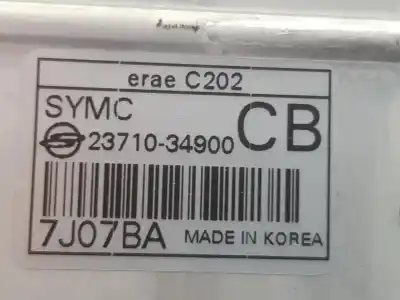 erae C202
SYMC
23710-34900 CB
7J07BA MADE IN KOREA